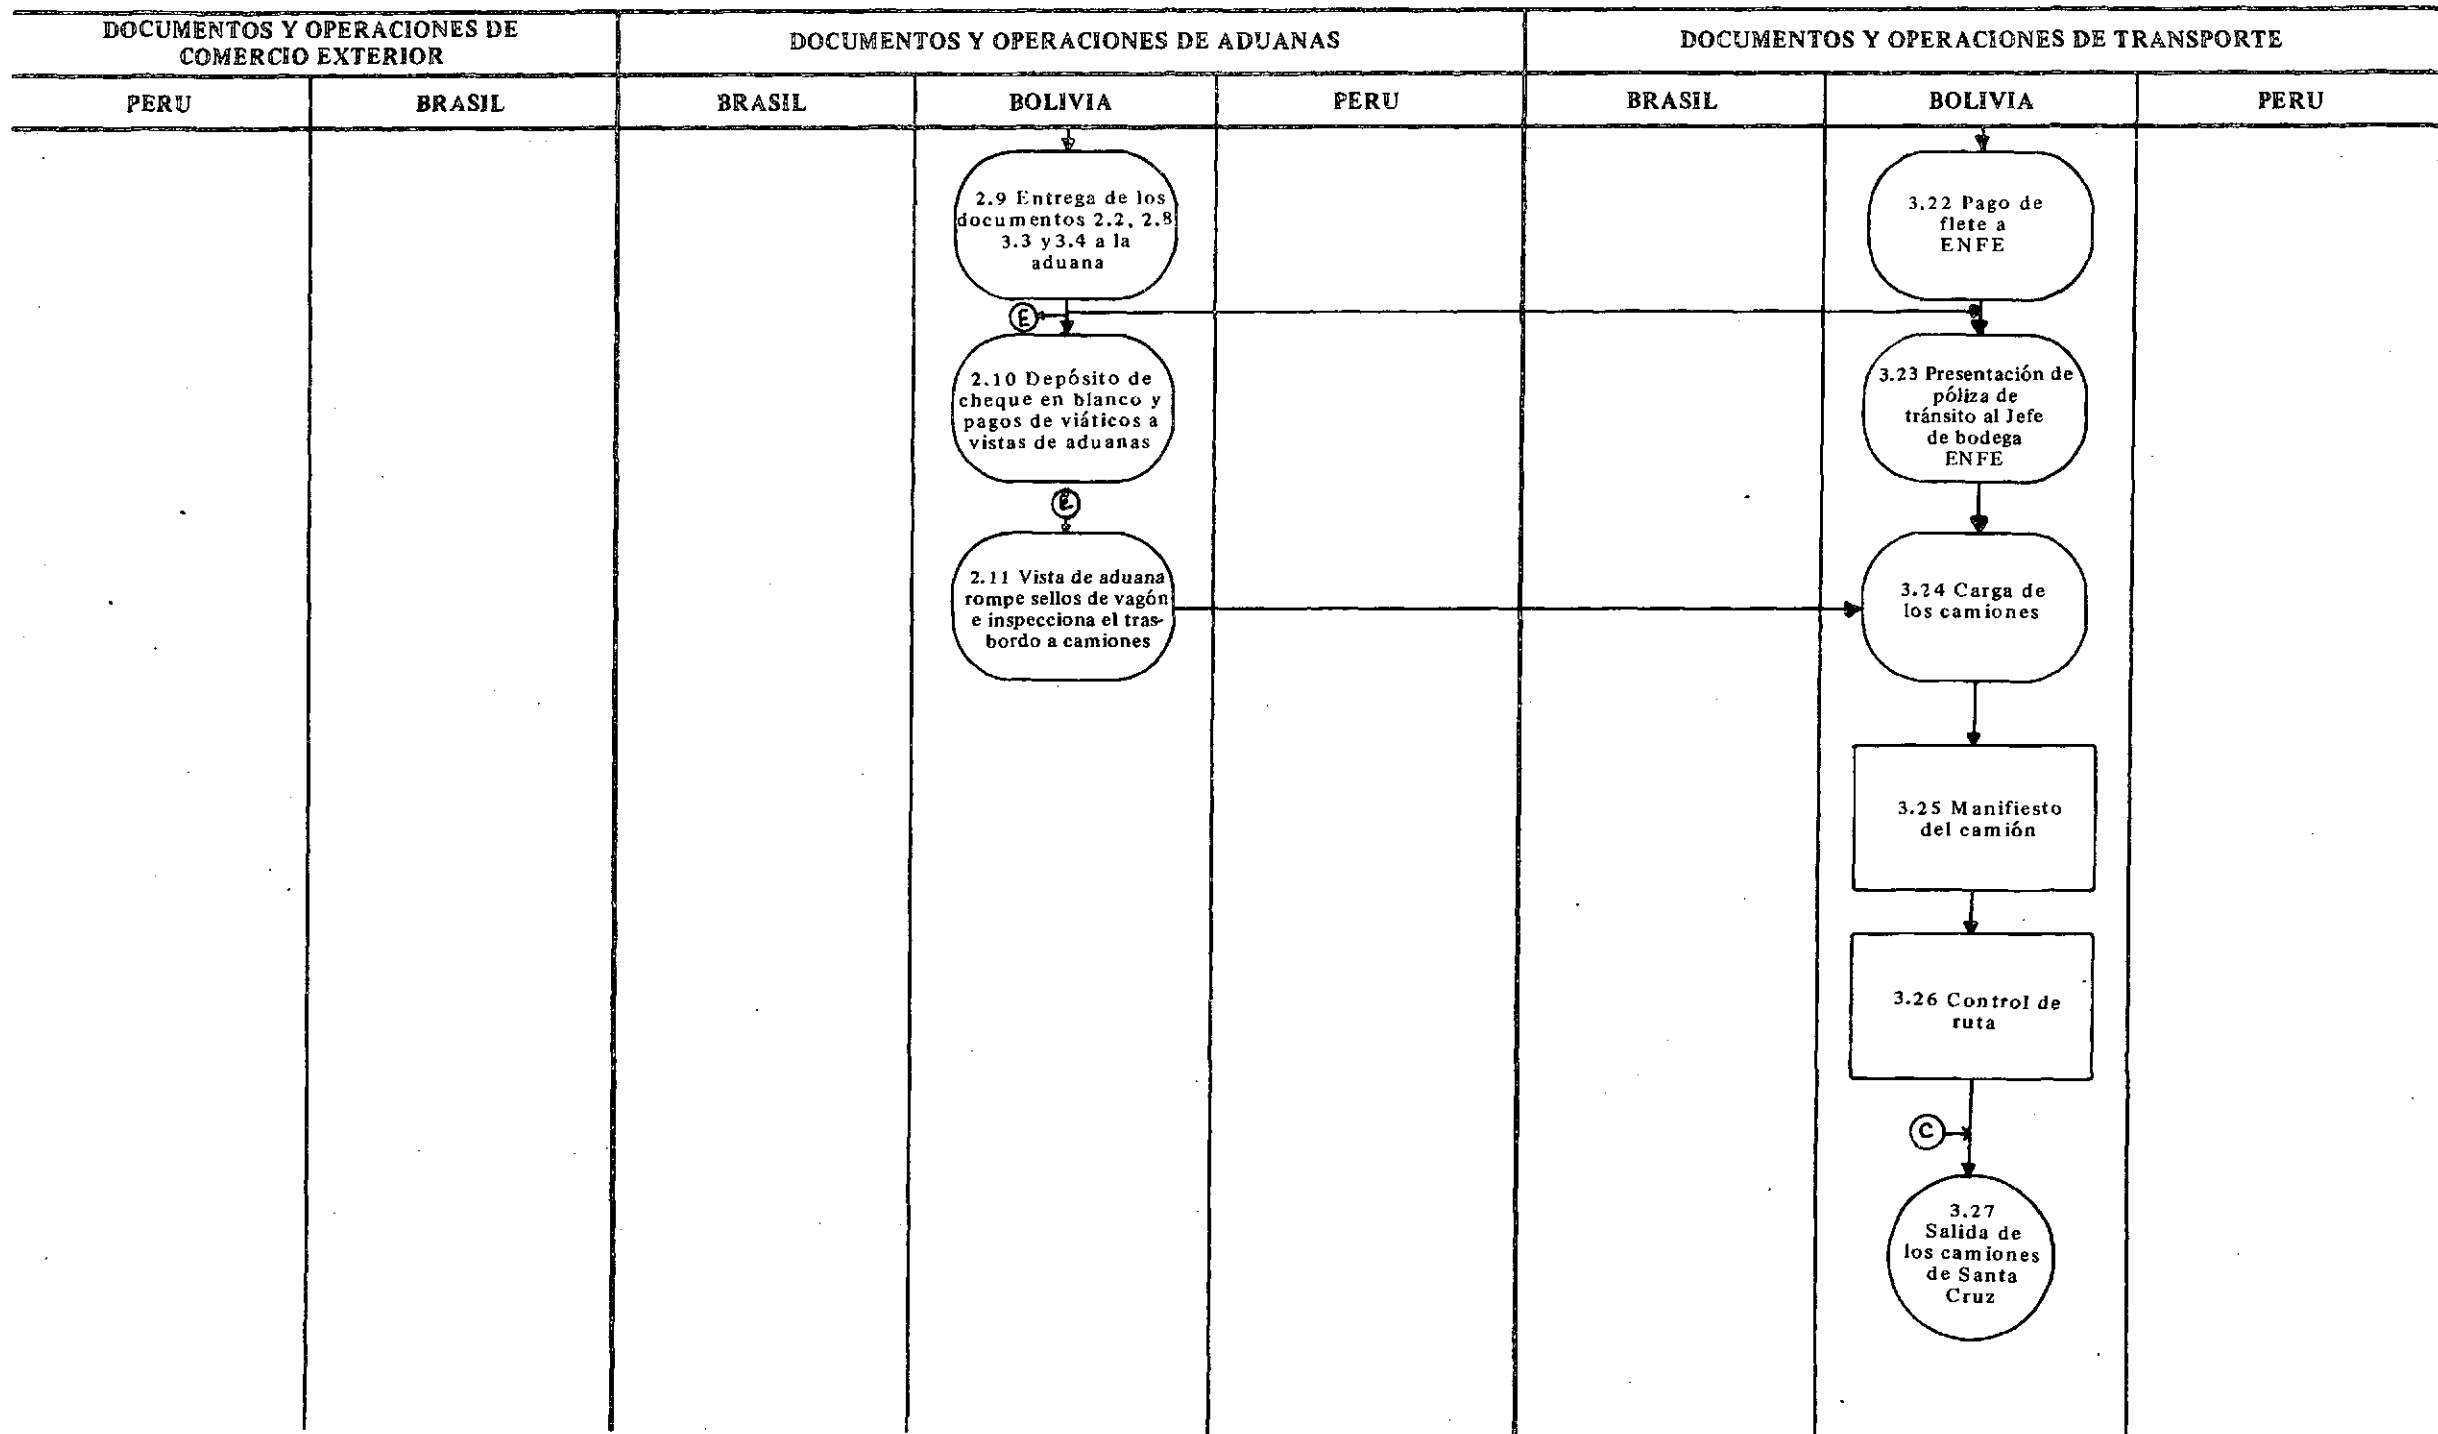 DOCUMENTOS Y OPERACIONES DE
COMERCIO EXTERIOR
DOCUMENTOS Y OPERACIONES DE ADUANAS
DOCUMENTOS Y OPERACIONES DE TRANSPORTE
PERU
BRASIL
BRASIL
BOLIVIA
PERU
BRASIL
BOLIVIA
PERU
2.9 Entrega de los
documentos 2.2, 2.8
3.3 y 3.4 a la
aduana
E
2.10 Depósito de
cheque en blanco y
pagos de viáticos a
vistas de aduanas
E
2.11 Vista de aduana
rompe sellos de vagón
e inspecciona el tras-
bordo a camiones
3.22 Pago de
flete a
ENFE
3.23 Presentación de
póliza de
tránsito al Jefe
de bodega
ENFE
3.24 Carga de
los camiones
3.25 Manifiesto
del camión
3.26 Control de
ruta
C
3.27
Salida de
los camiones
de Santa
Cruz